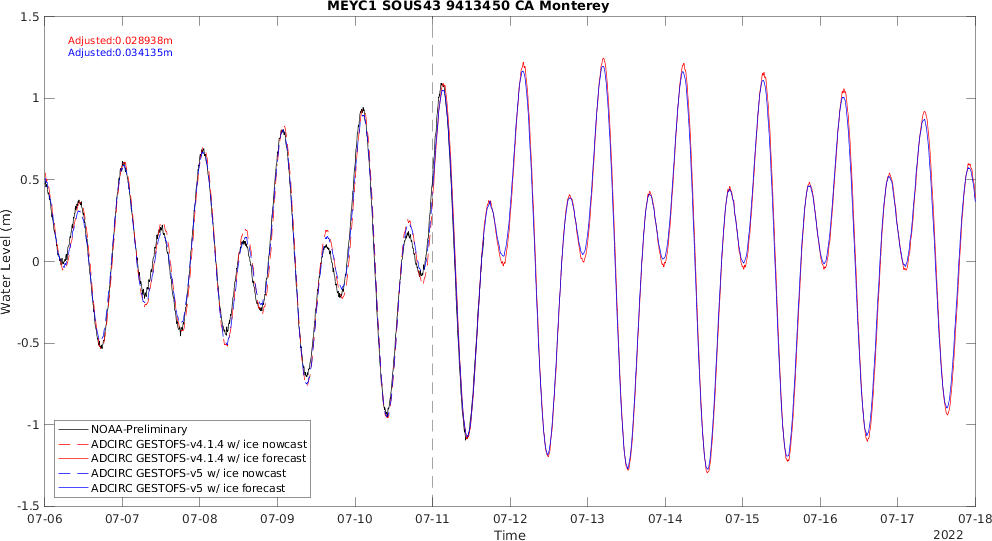 MEYC1 SOUS43 9413450 CA Monterey
Adjusted:0.028938m
Adjusted:0.034135m
Water Level (m)
1.5
1
0.5
0
-0.5
-1
-1.5
NOAA-Preliminary
ADCIRC GESTOFS-v4.1.4 w/ ice nowcast
ADCIRC GESTOFS-v4.1.4 w/ ice forecast
ADCIRC GESTOFS-v5 w/ ice nowcast
ADCIRC GESTOFS-v5 w/ ice forecast
07-06 07-07 07-08 07-09 07-10 07-11 07-12 07-13 07-14 07-15 07-16 07-17 07-18
Time
2022